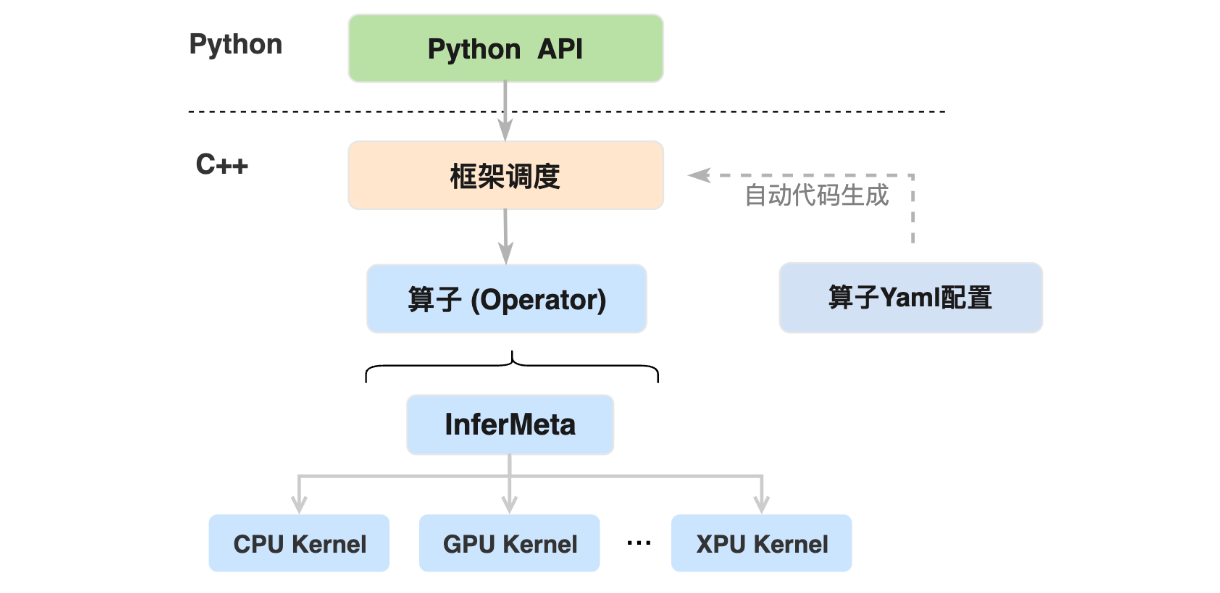 Python
Python API
C++
框架调度
自动代码生成
算子 (Operator)
算子Yaml配置
InferMeta
CPU Kernel
GPU Kernel
···
XPU Kernel